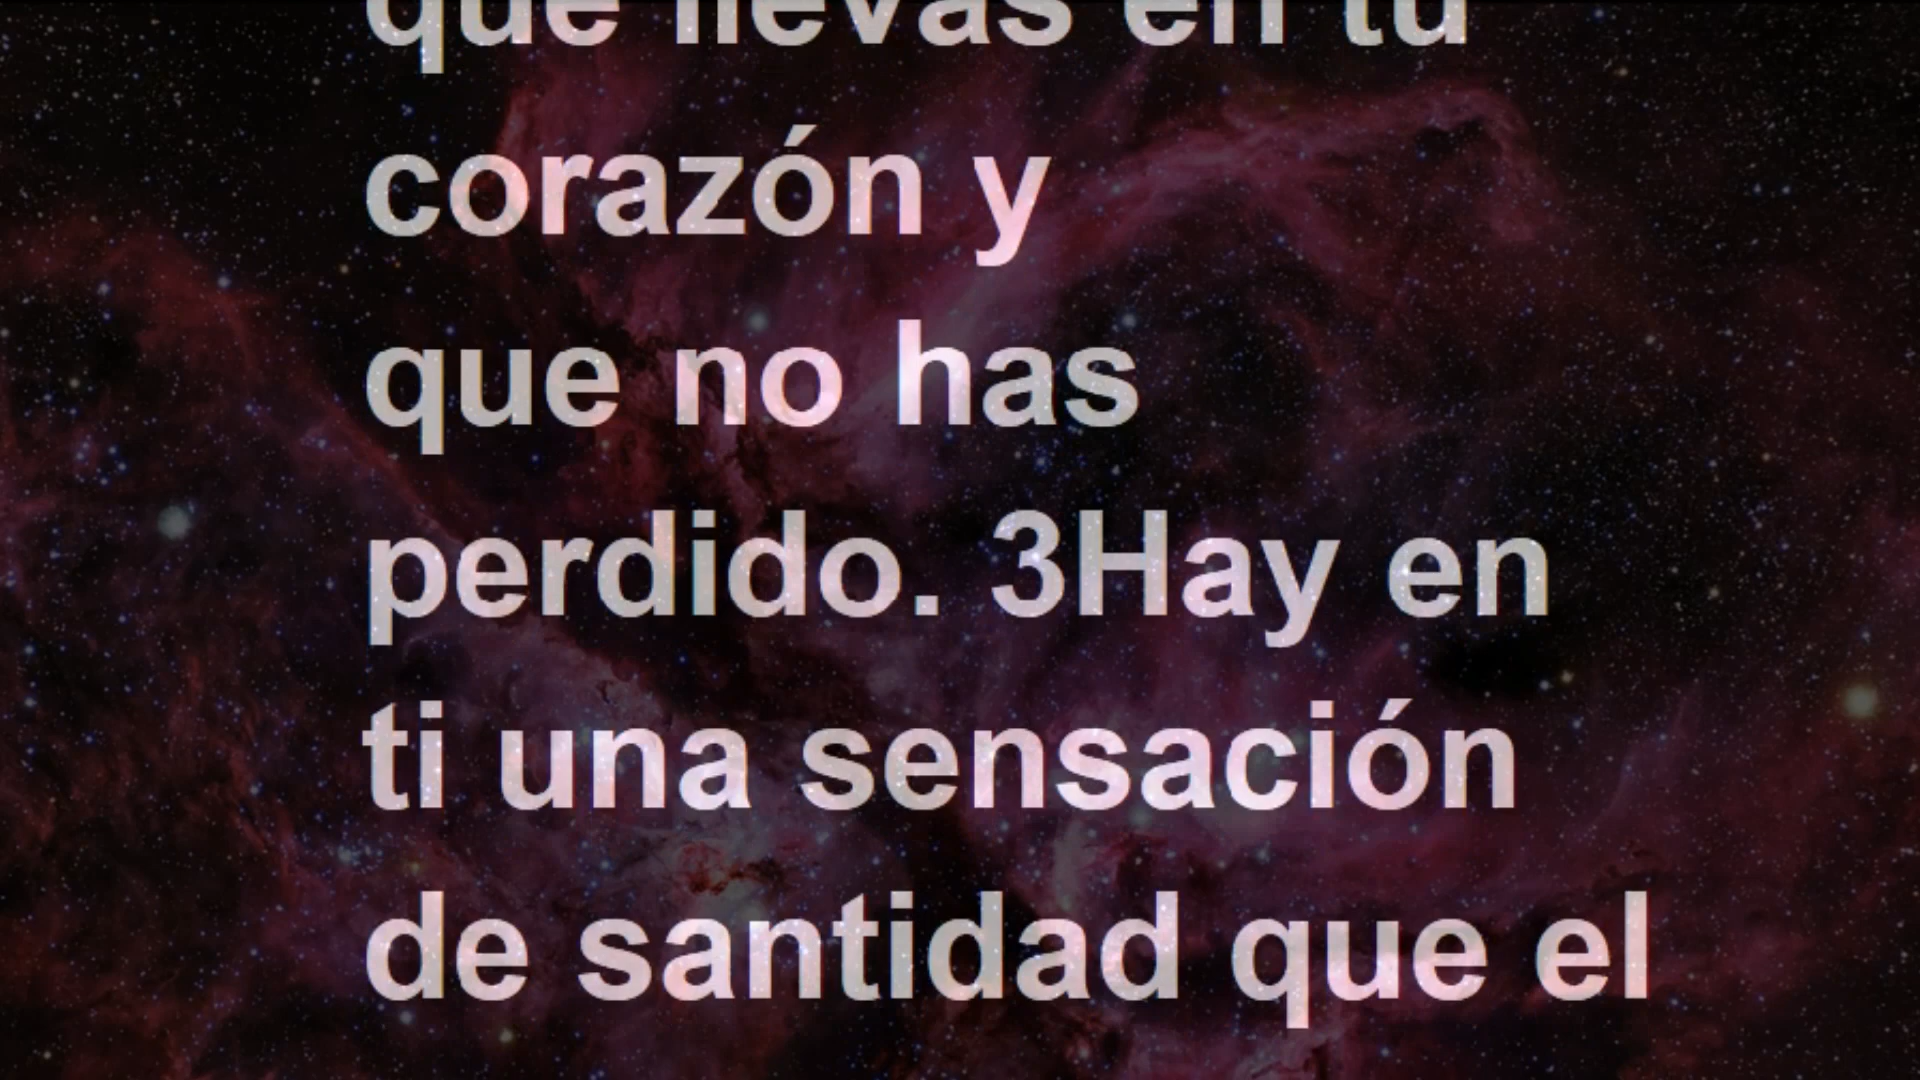 que llevas en tu
corazón y
que no has
perdido. 3Hay en
ti una sensación
de santidad que el